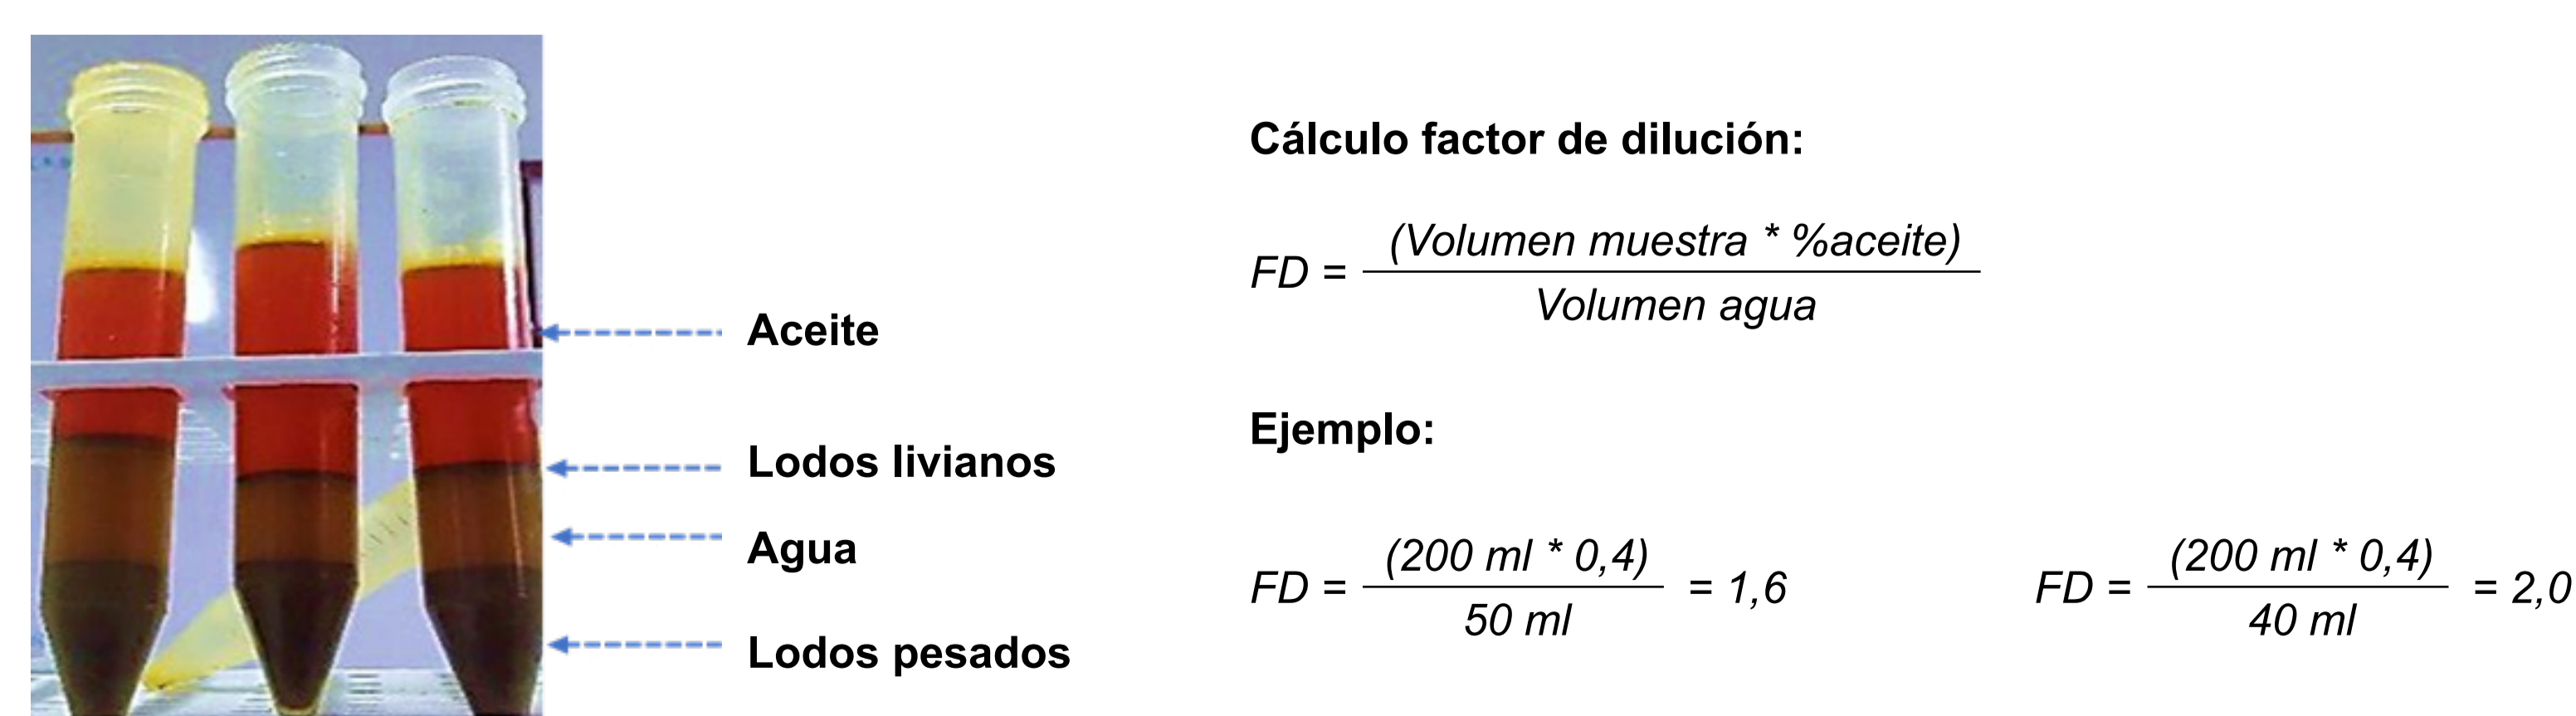 Aceite
Lodos livianos
Agua
Lodos pesados
Cálculo factor de dilución:
FD = (Volumen muestra * %aceite)
Volumen agua
Ejemplo:
FD = (200 ml * 0,4) = 1,6
50 ml
FD = (200 ml * 0,4) = 2,0
40 ml